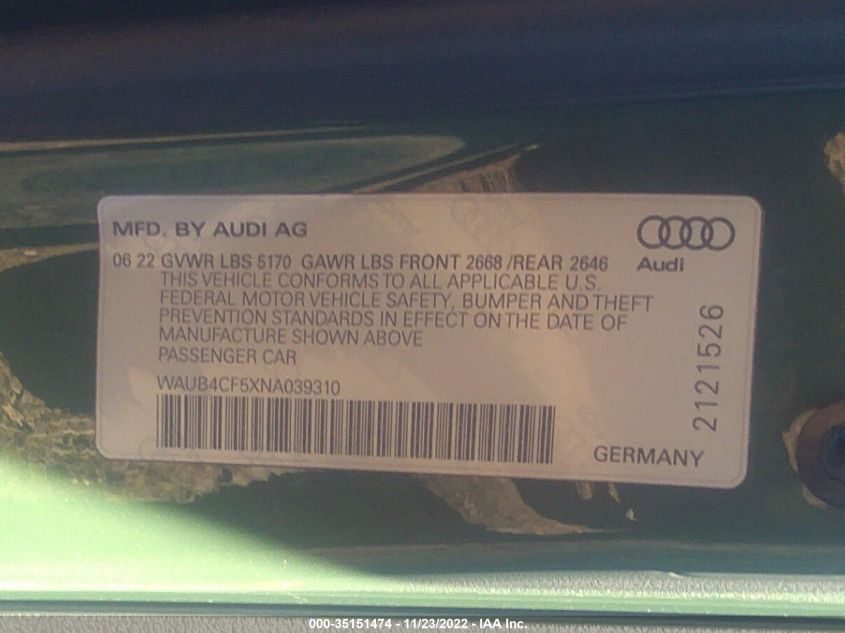 MFD. BY AUDI AG
06 22 GVWR LBS 5170 GAWR LBS FRONT 2668 /REAR 2646
THIS VEHICLE CONFORMS TO ALL APPLICABLE U.S.
FEDERAL MOTOR VEHICLE SAFETY, BUMPER AND THEFT
PREVENTION STANDARDS IN EFFECT ON THE DATE OF
MANUFACTURE SHOWN ABOVE
PASSENGER CAR
WAUB4CF5XNA039310
Audi
2121526
GERMANY
000-35151474 - 11/23/2022 - IAA Inc.